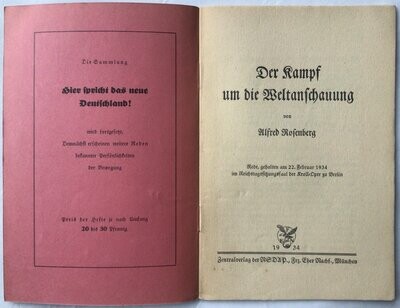 Die Sammlung
Hier spricht das neue
Deutschland!
wird fortgesetzt.
Demnächst erscheinen weitere Reden
bekannter Persönlichkeiten
der Bewegung
Preis der Hefte je nach Umfang
20 bis 30 Pfennig
Der Kampf
um die Weltanschauung
von
Alfred Rosenberg
Rede, gehalten am 22. Februar 1934
im Reichstagssitzungssaal der Kroll-Oper zu Berlin
19 34
Zentralverlag der NSDAP., Frz. Eher Nachf., München